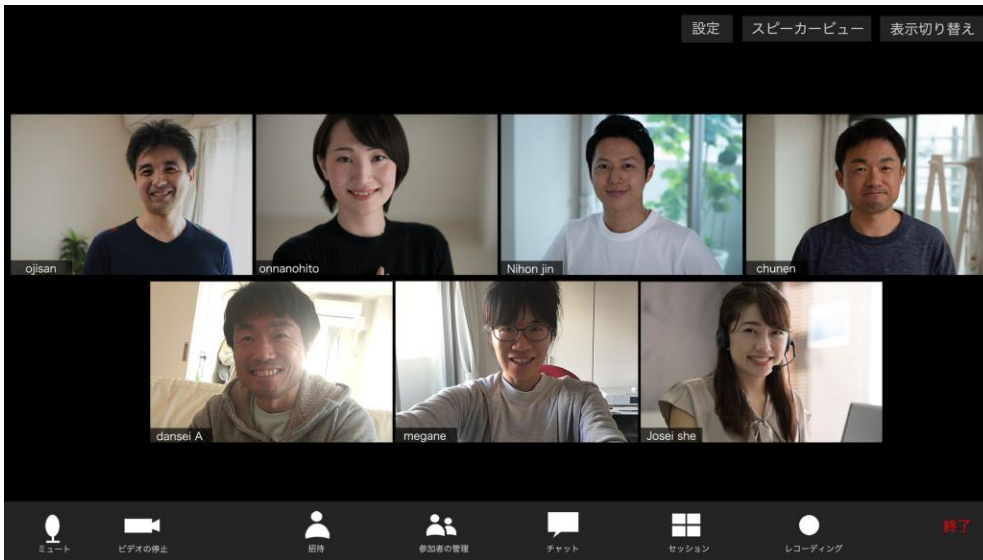 設定 スピーカービュー 表示切り替え
ojisan
onnanohito
Nihon jin
chunen
dansei A
megane
Josei she
ミュート ビデオの停止 招待 参加者の管理 チャット セッション レコーディング 終了